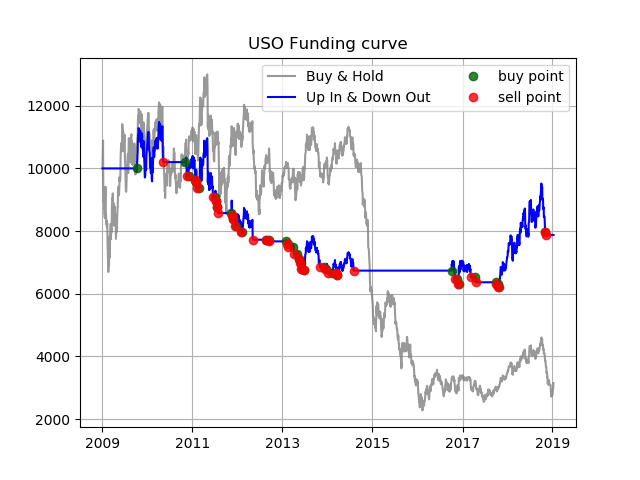 USO Funding curve
Buy & Hold
Up In & Down Out
buy point
sell point
12000
10000
8000
6000
4000
2000
2009 2011 2013 2015 2017 2019